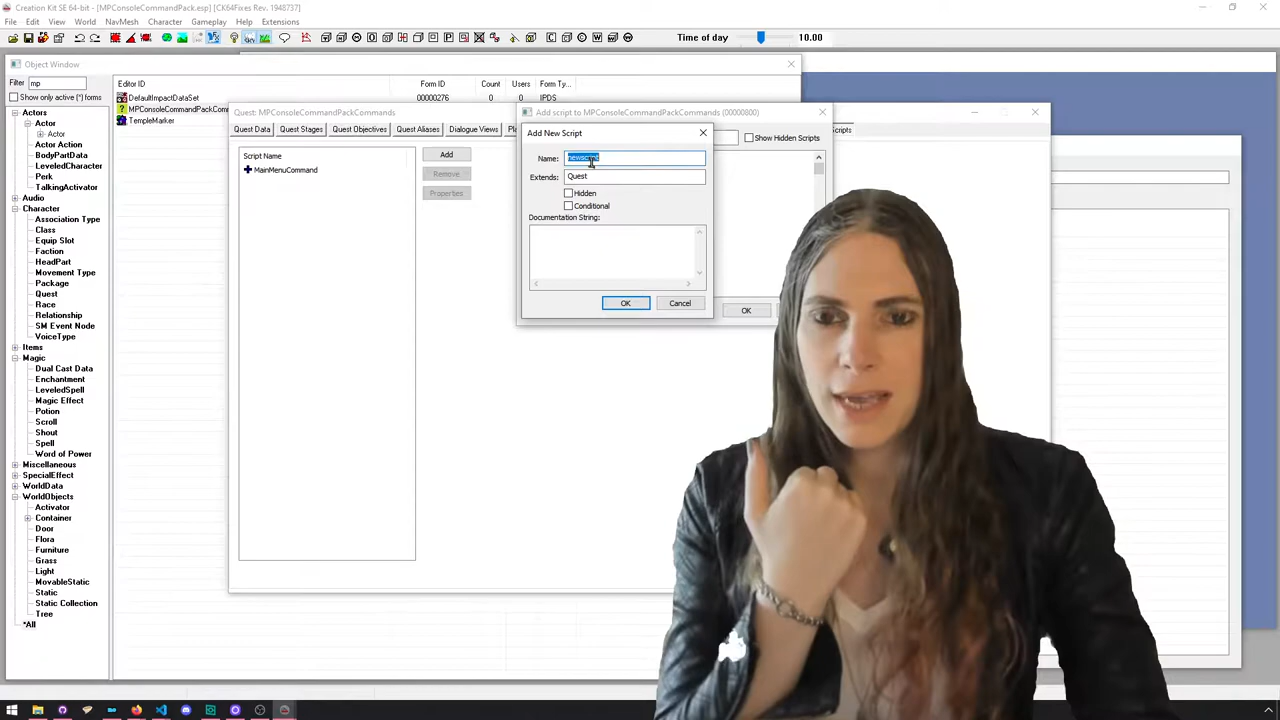 Creation Kit SE 64-bit - [MPConsoleCommandPack.esp] [CK64Fixes Rev. 1948737]
File Edit View World NavMesh Character Gameplay Help Extensions
Time of day 10.00
Object Window
Filter mp
Show only active (*) forms
Actors
Actor
Actor
Actor Action
BodyPartData
LeveledCharacter
Perk
TalkingActivator
Audio
Character
Association Type
Class
Equip Slot
Faction
HeadPart
Movement Type
Package
Quest
Race
Relationship
SM Event Node
VoiceType
Items
Magic
Dual Cast Data
Enchantment
LeveledSpell
Magic Effect
Potion
Scroll
Shout
Spell
Word of Power
Miscellaneous
SpecialEffect
WorldData
WorldObjects
Activator
Container
Door
Flora
Furniture
Grass
Light
MovableStatic
Static
Static Collection
Tree
*All
Editor ID Form ID Count Users Form Ty...
DefaultImpactDataSet 00000276 0 0 IPDS
MPConsoleCommandPackCom
TempleMarker
Quest: MPConsoleCommandPackCommands
Quest Data Quest Stages Quest Objectives Quest Aliases Dialogue Views Pla
Scripts
Script Name
MainMenuCommand
Add
Remove
Properties
Add script to MPConsoleCommandPackCommands (00000800)
Show Hidden Scripts
OK
Add New Script
Name: newscript
Extends: Quest
Hidden
Conditional
Documentation String:
OK Cancel